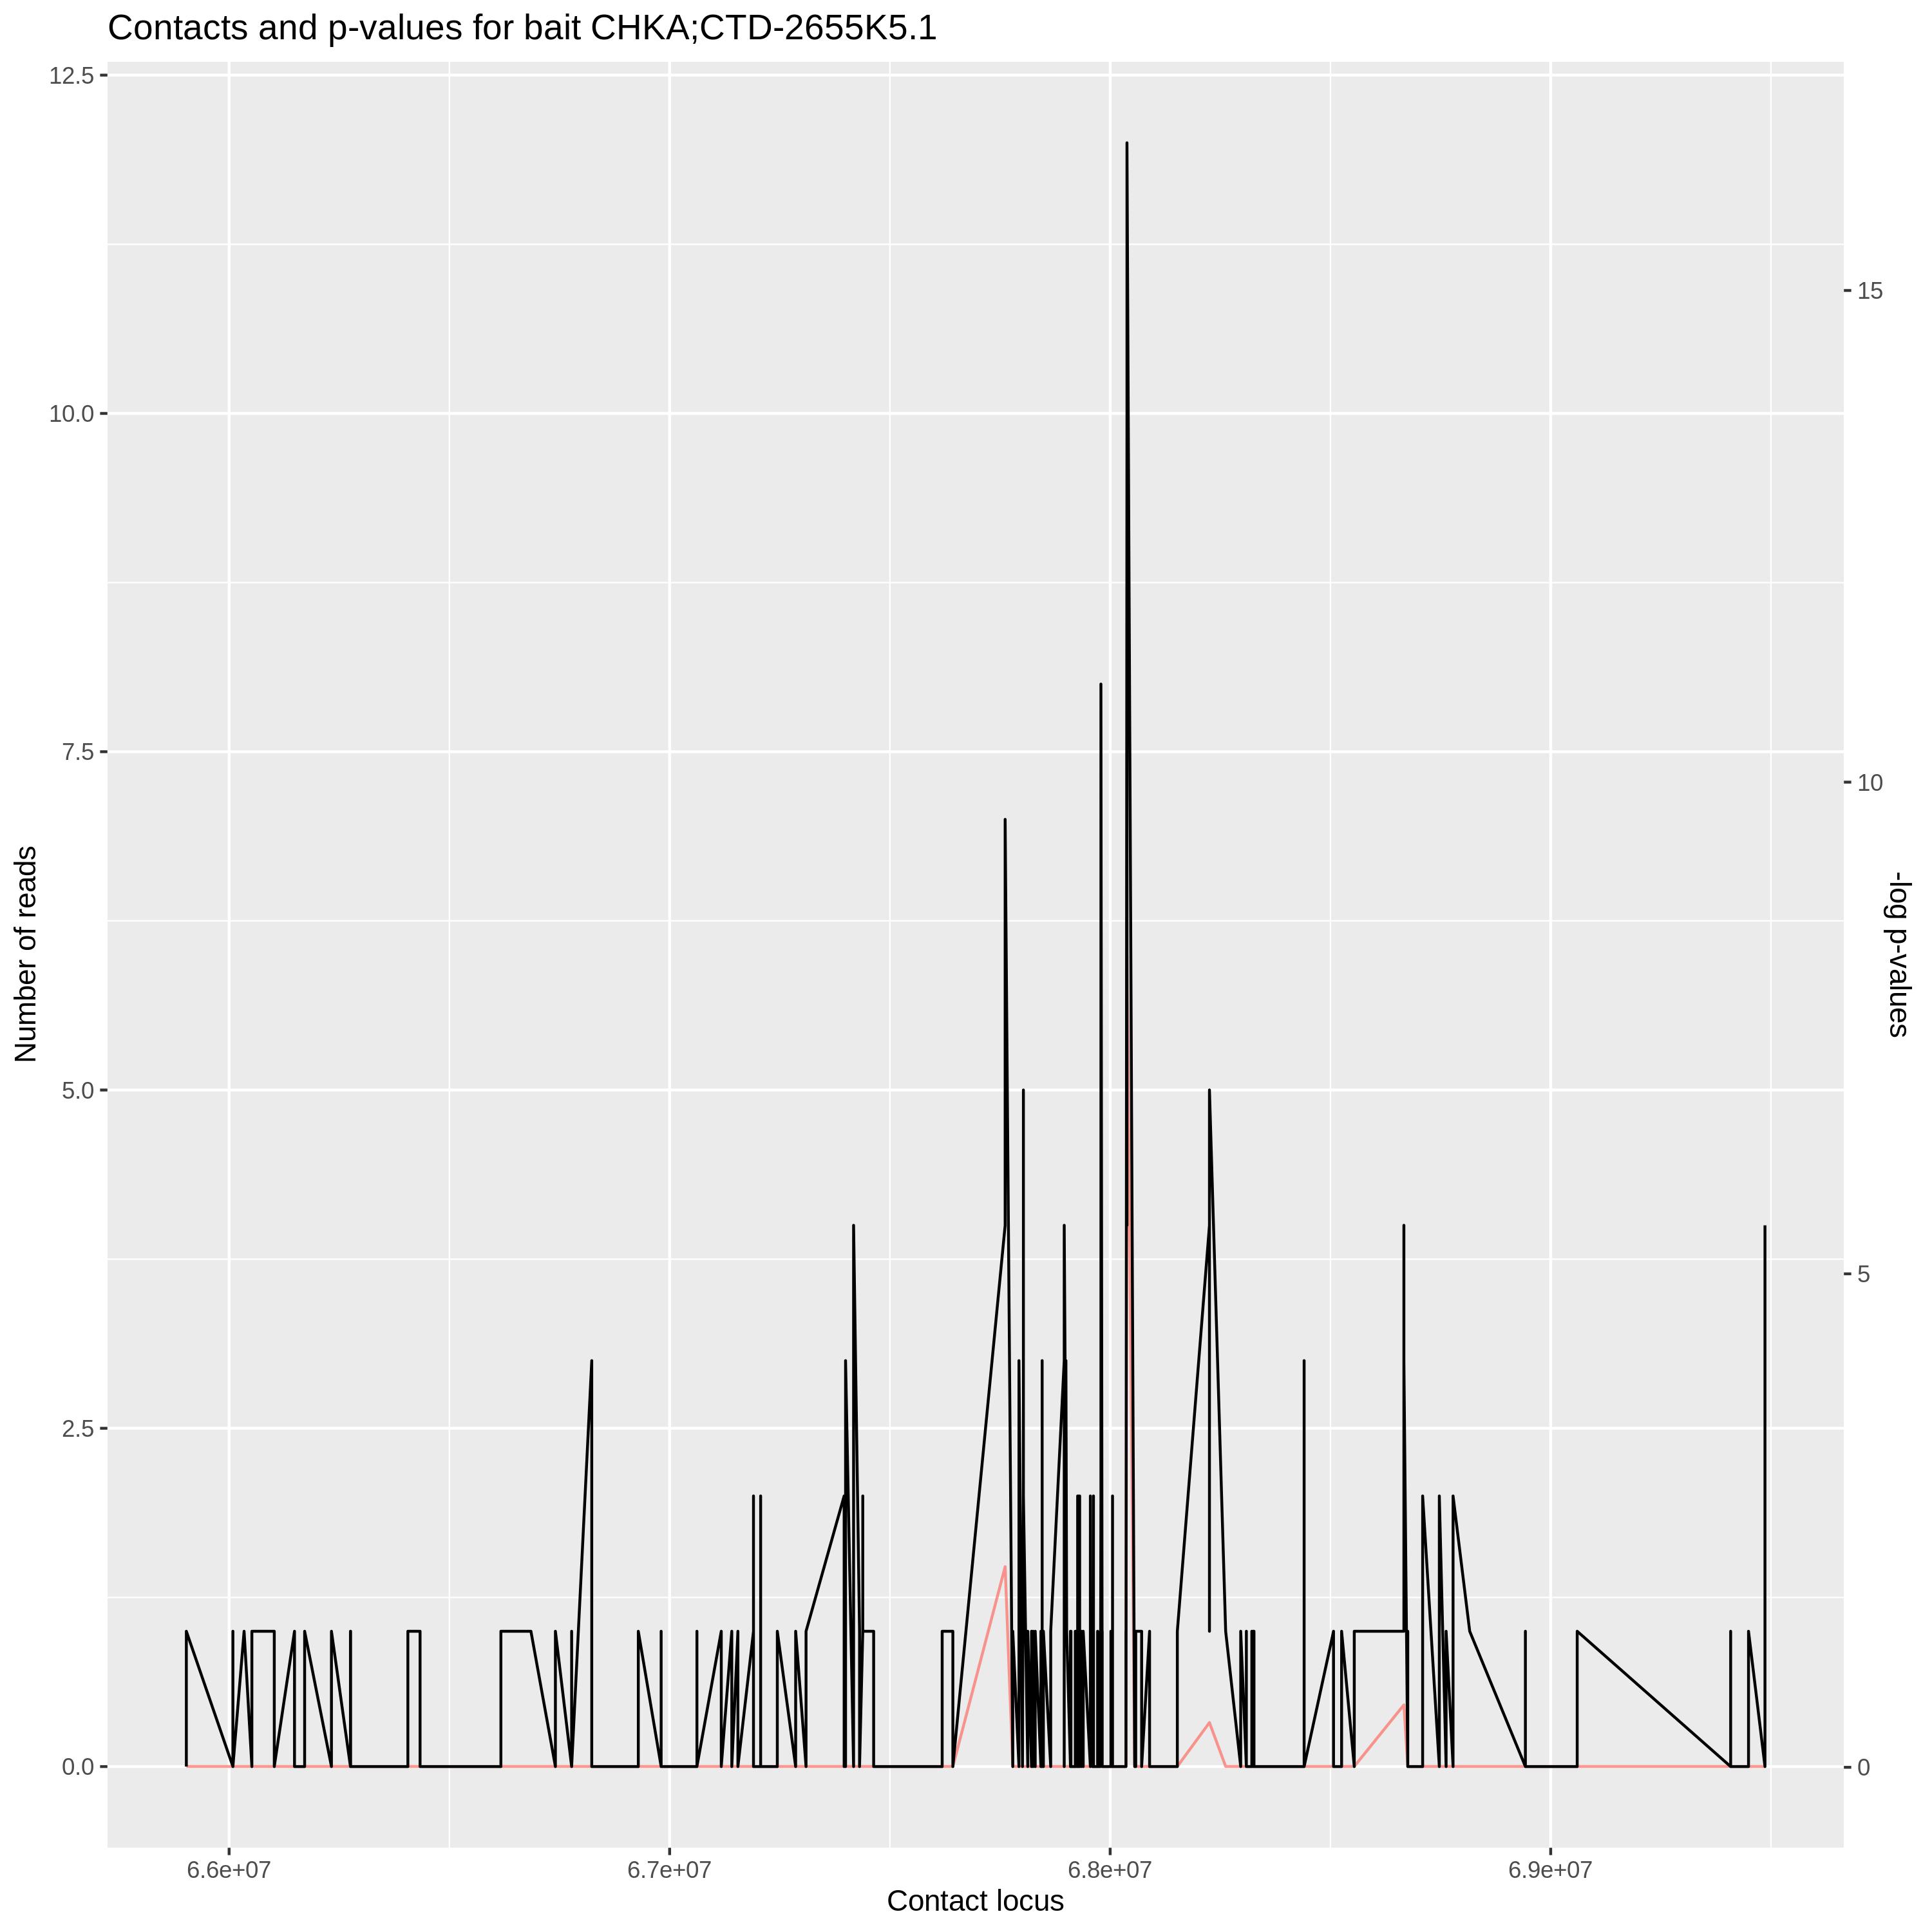 Contacts and p-values for bait CHKA;CTD-2655K5.1
12.5
10.0
7.5
5.0
2.5
0.0
Number of reads
15
10
5
0
-log p-values
6.6e+07 6.7e+07 6.8e+07 6.9e+07
Contact locus